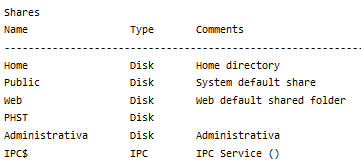 Shares
Name Type Comments
--------------------------------------------------------
Home Disk Home directory
Public Disk System default share
Web Disk Web default shared folder
PHST Disk
Administrativa Disk Administrativa
IPC$ IPC IPC Service ()